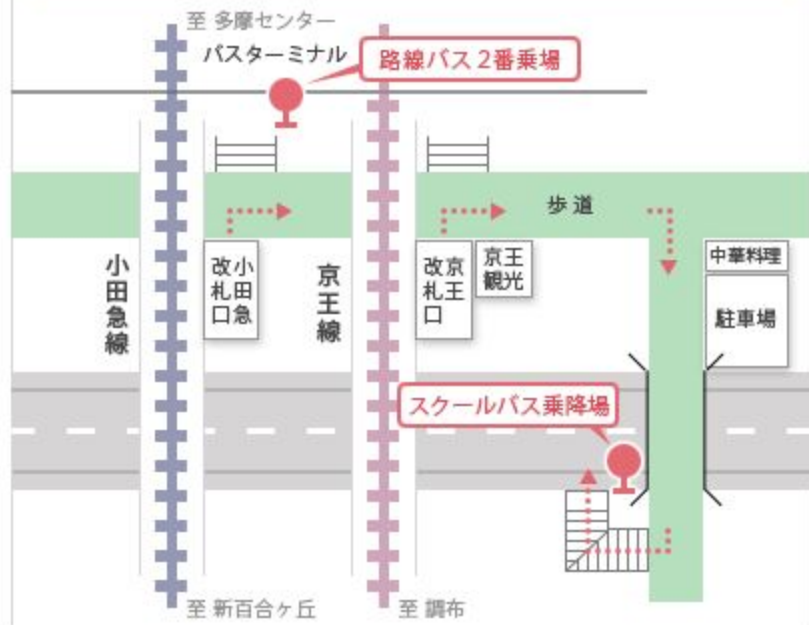 至 多摩センター
バスターミナル
路線バス2番乗場
歩道
小田急線
小田急
改札口
京王線
京王
改札口
京王
観光
中華料理
駐車場
スクールバス乗降場
至 新百合ヶ丘
至 調布